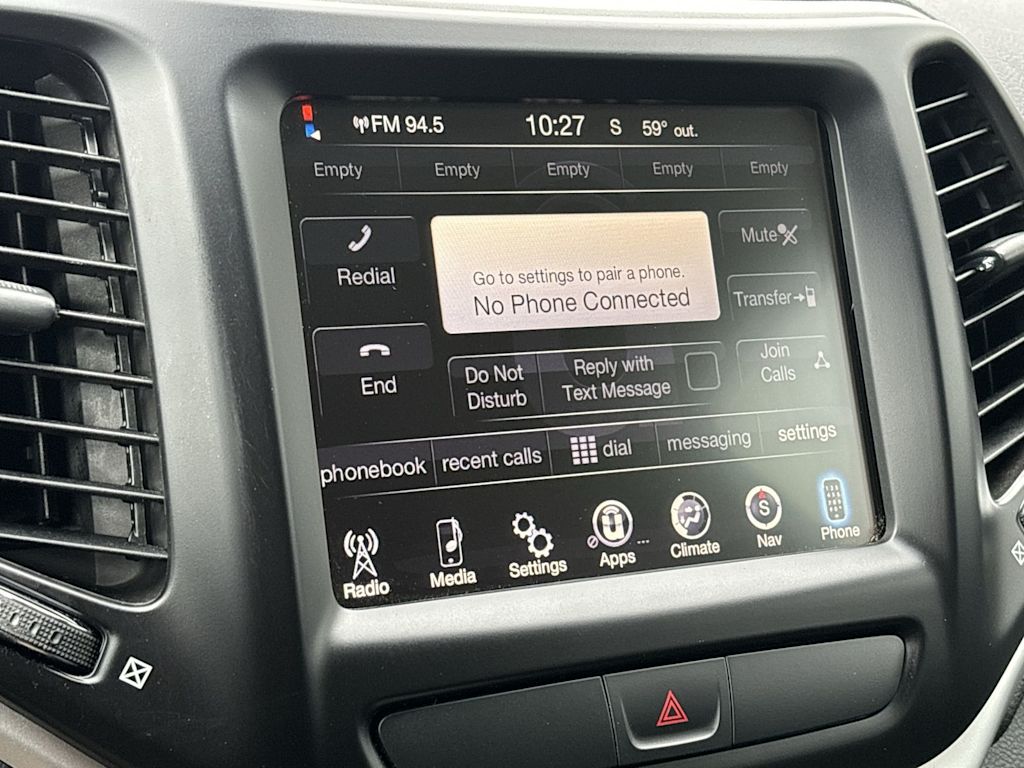 FM 94.5 10:27 S 59° out.
Empty Empty Empty Empty Empty
Redial
Go to settings to pair a phone.
No Phone Connected
Mute
Transfer
End
Do Not
Disturb
Reply with
Text Message
Join
Calls
phonebook recent calls dial messaging settings
Radio Media Settings Apps ... Climate S Nav Phone